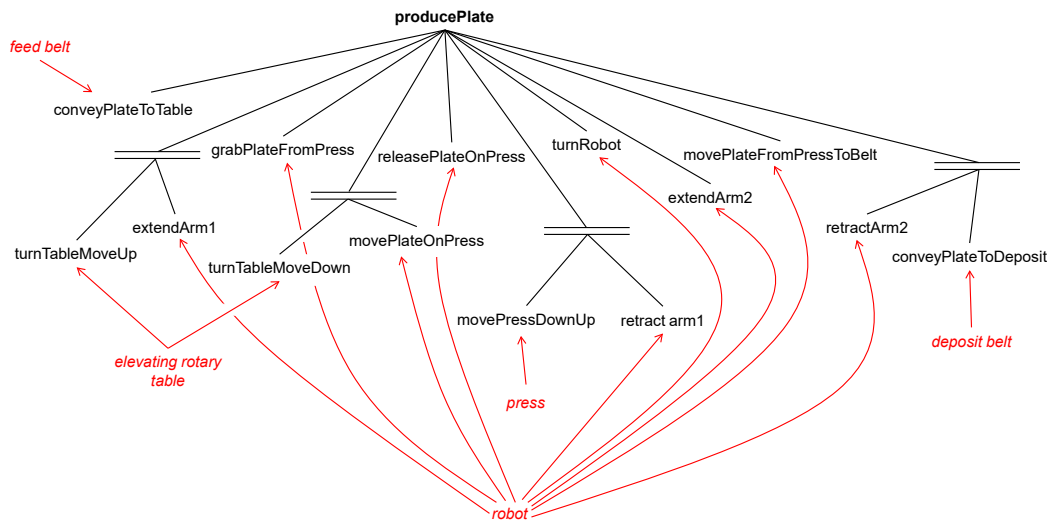 producePlate
feed belt
conveyPlateToTable
grabPlateFromPress
releasePlateOnPress
turnRobot
movePlateFromPressToBelt
extendArm1
extendArm2
retractArm2
turnTableMoveUp
turnTableMoveDown
movePlateOnPress
conveyPlateToDeposit
movePressDownUp
retract arm1
elevating rotary
table
press
deposit belt
robot